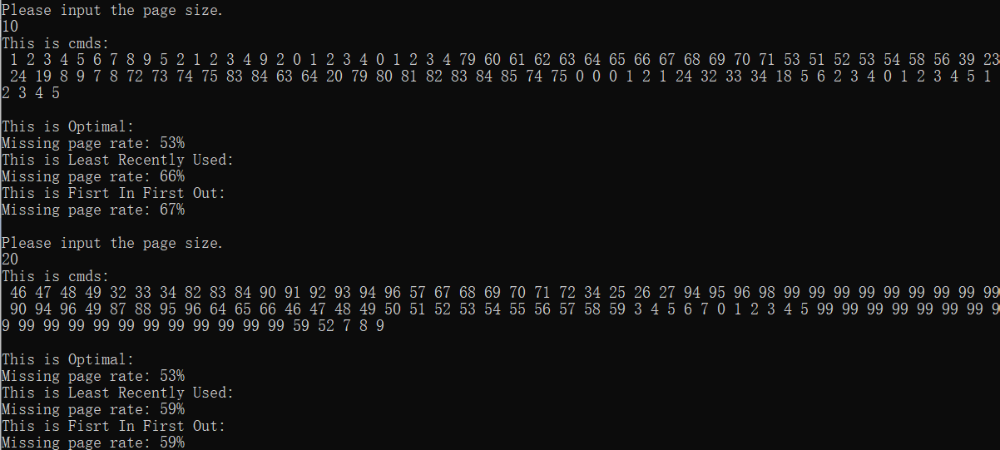 Please input the page size.
10
This is cmds:
1 2 3 4 5 6 7 8 9 5 2 1 2 3 4 9 2 0 1 2 3 4 0 1 2 3 4 79 60 61 62 63 64 65 66 67 68 69 70 71 53 51 52 53 54 58 56 39 23
24 19 8 9 7 8 72 73 74 75 83 84 63 64 20 79 80 81 82 83 84 85 74 75 0 0 0 1 2 1 24 32 33 34 18 5 6 2 3 4 0 1 2 3 4 5 1
2 3 4 5
This is Optimal:
Missing page rate: 53%
This is Least Recently Used:
Missing page rate: 66%
This is Fisrt In First Out:
Missing page rate: 67%
Please input the page size.
20
This is cmds:
46 47 48 49 32 33 34 82 83 84 90 91 92 93 94 96 57 67 68 69 70 71 72 34 25 26 27 94 95 96 98 99 99 99 99 99 99 99 99 99
90 94 96 49 87 88 95 96 64 65 66 46 47 48 49 50 51 52 53 54 55 56 57 58 59 3 4 5 6 7 0 1 2 3 4 5 99 99 99 99 99 99 99 9
9 99 99 99 99 99 99 99 99 99 99 99 59 52 7 8 9
This is Optimal:
Missing page rate: 53%
This is Least Recently Used:
Missing page rate: 59%
This is Fisrt In First Out:
Missing page rate: 59%